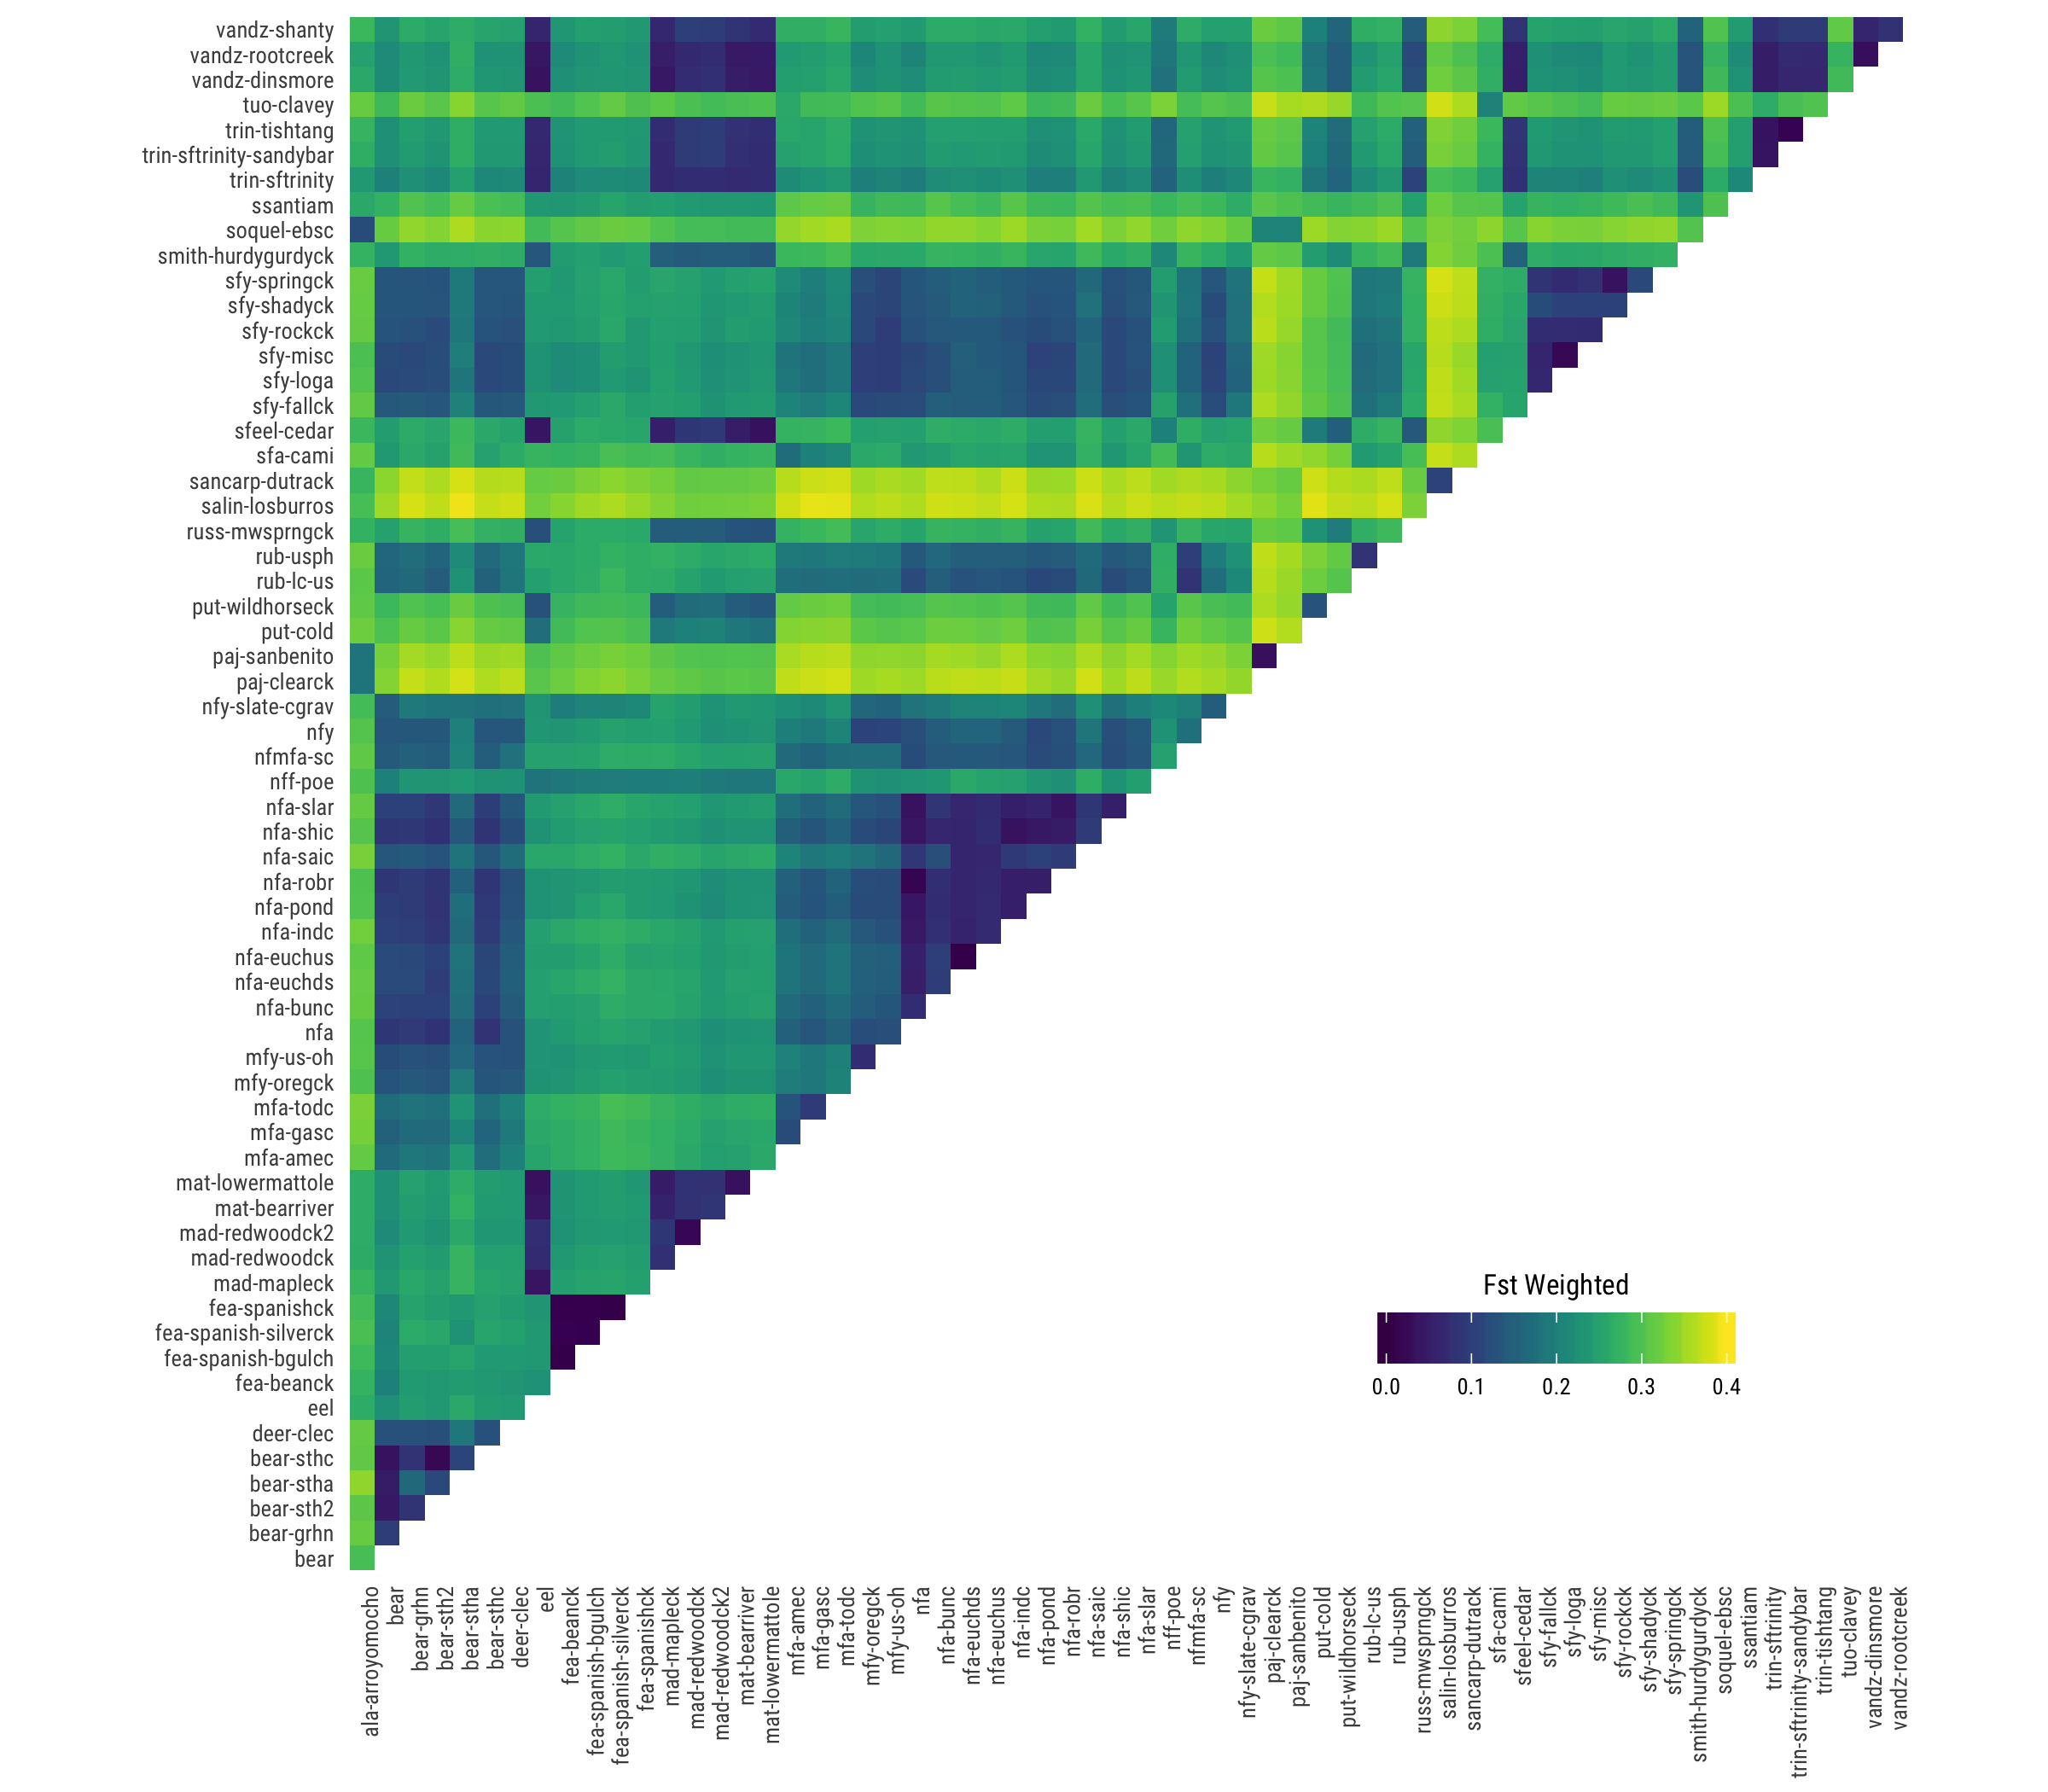 vandz-shanty
vandz-rootcreek
vandz-dinsmore
tuo-clavey
trin-tishtang
trin-sftrinity-sandybar
trin-sftrinity
ssantiam
soquel-ebsc
smith-hurdygurdyck
sfy-springck
sfy-shadyck
sfy-rockck
sfy-misc
sfy-loga
sfy-fallck
sfeel-cedar
sfa-cami
sancarp-dutrack
salin-losburros
russ-mwsprngck
rub-usph
rub-lc-us
put-wildhorseck
put-cold
paj-sanbenito
paj-clearck
nfy-slate-cgrav
nfy
nfmfa-sc
nff-poe
nfa-slar
nfa-shic
nfa-saic
nfa-robr
nfa-pond
nfa-indc
nfa-euchus
nfa-euchds
nfa-bunc
nfa
mfy-us-oh
mfy-oregck
mfa-todc
mfa-gasc
mfa-amec
mat-lowermattole
mat-bearriver
mad-redwoodck2
mad-redwoodck
mad-mapleck
fea-spanishck
fea-spanish-silverck
fea-spanish-bgulch
fea-beanck
eel
deer-clec
bear-sthc
bear-stha
bear-sth2
bear-grhn
bear
Fst Weighted
0.0 0.1 0.2 0.3 0.4
ala-arroyomocho
bear
bear-grhn
bear-sth2
bear-stha
bear-sthc
deer-clec
eel
fea-beanck
fea-spanish-bgulch
fea-spanish-silverck
fea-spanishck
mad-mapleck
mad-redwoodck
mad-redwoodck2
mat-bearriver
mat-lowermattole
mfa-amec
mfa-gasc
mfa-todc
mfy-oregck
mfy-us-oh
nfa
nfa-bunc
nfa-euchds
nfa-euchus
nfa-indc
nfa-pond
nfa-robr
nfa-saic
nfa-shic
nfa-slar
nff-poe
nfmfa-sc
nfy
nfy-slate-cgrav
paj-clearck
paj-sanbenito
put-cold
put-wildhorseck
rub-lc-us
rub-usph
russ-mwsprngck
salin-losburros
sancarp-dutrack
sfa-cami
sfeel-cedar
sfy-fallck
sfy-loga
sfy-misc
sfy-rockck
sfy-shadyck
sfy-springck
smith-hurdygurdyck
soquel-ebsc
ssantiam
trin-sftrinity
trin-sftrinity-sandybar
trin-tishtang
tuo-clavey
vandz-dinsmore
vandz-rootcreek